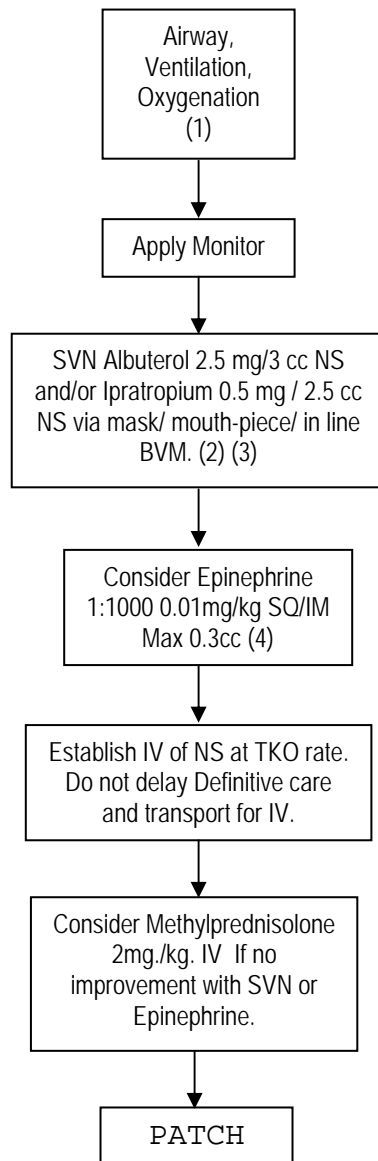 Airway,
Ventilation,
Oxygenation
(1)
Apply Monitor
SVN Albuterol 2.5 mg/3 cc NS
and/or Ipratropium 0.5 mg / 2.5 cc
NS via mask/ mouth-piece/ in line
BVM. (2) (3)
Consider Epinephrine
1:1000 0.01mg/kg SQ/IM
Max 0.3cc (4)
Establish IV of NS at TKO rate.
Do not delay Definitive care
and transport for IV.
Consider Methylprednisolone
2mg./kg. IV  If no
improvement with SVN or
Epinephrine.
PATCH